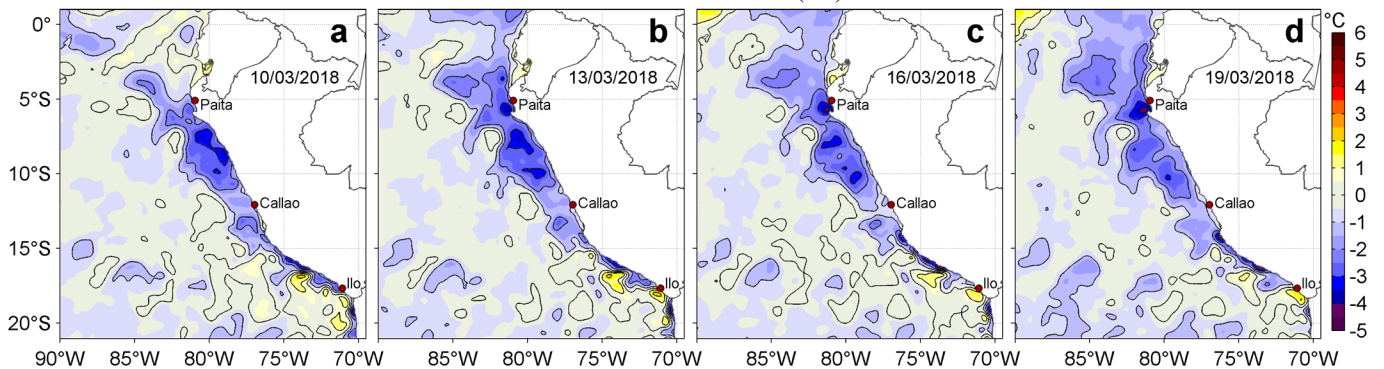 a
b
c
d
°C
10/03/2018
13/03/2018
16/03/2018
19/03/2018
Paita
Paita
Paita
Paita
Callao
Callao
Callao
Callao
Ilo
Ilo
Ilo
Ilo
0°
5°S
10°S
15°S
20°S
90°W 85°W 80°W 75°W 70°W
85°W 80°W 75°W 70°W
85°W 80°W 75°W 70°W
85°W 80°W 75°W 70°W
6
5
4
3
2
1
0
-1
-2
-3
-4
-5